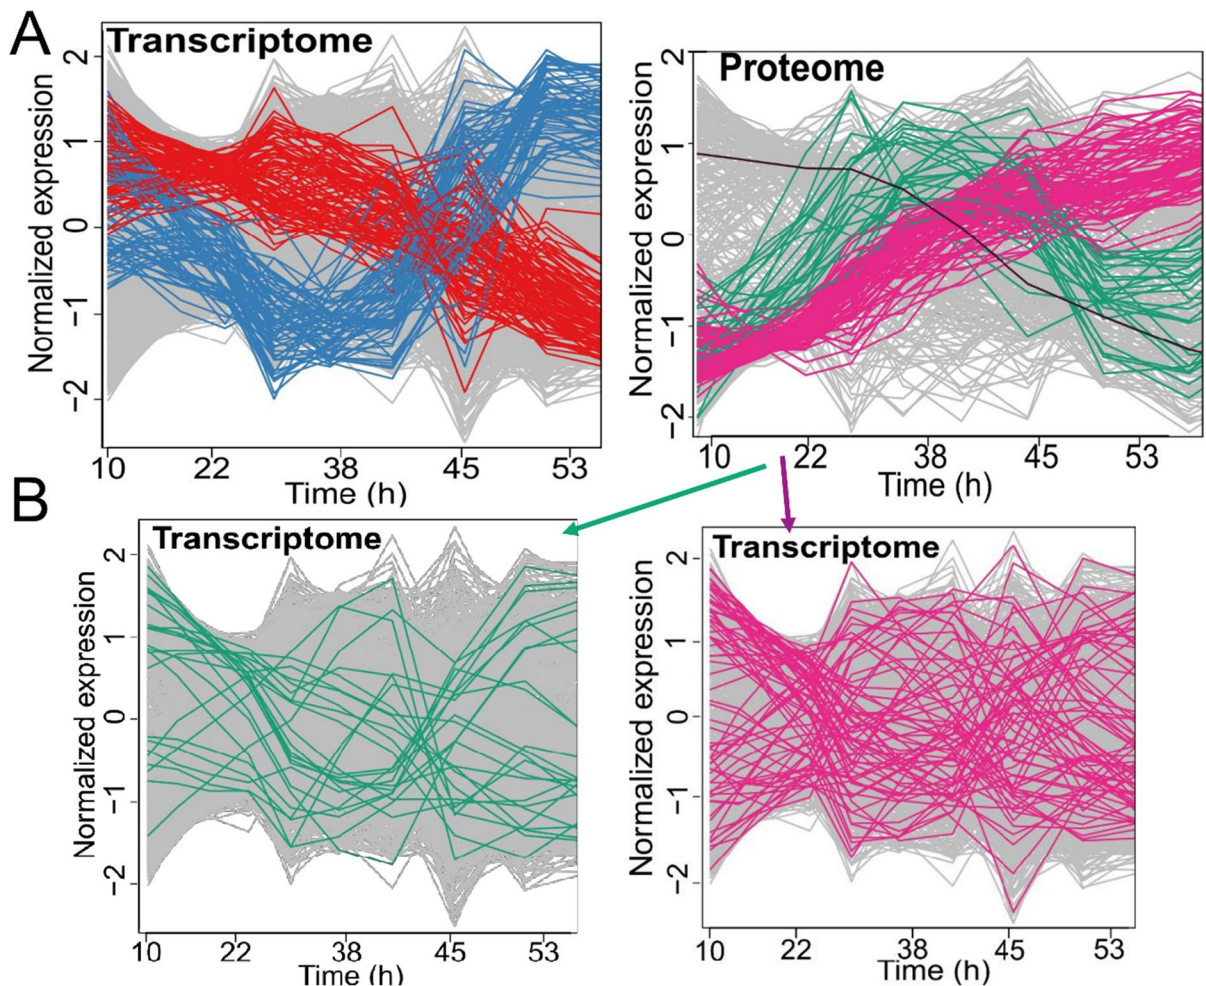 A
Transcriptome
Normalized expression
2
1
0
−1
−2
10 22 38 45 53
Time (h)
Proteome
Normalized expression
2
1
0
−1
−2
10 22 38 45 53
Time (h)
B
Transcriptome
Normalized expression
2
1
0
−1
−2
10 22 38 45 53
Time (h)
Transcriptome
Normalized expression
2
1
0
−1
−2
10 22 38 45 53
Time (h)